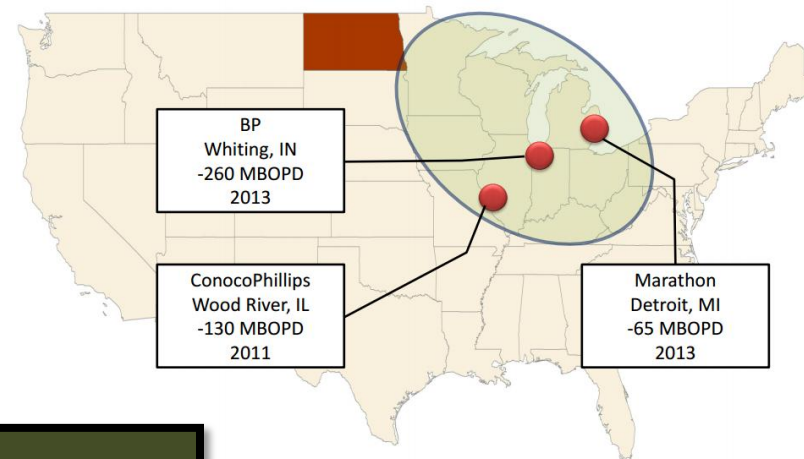 BP
Whiting, IN
-260 MBOPD
2013
ConocoPhillips
Wood River, IL
-130 MBOPD
2011
Marathon
Detroit, MI
-65 MBOPD
2013